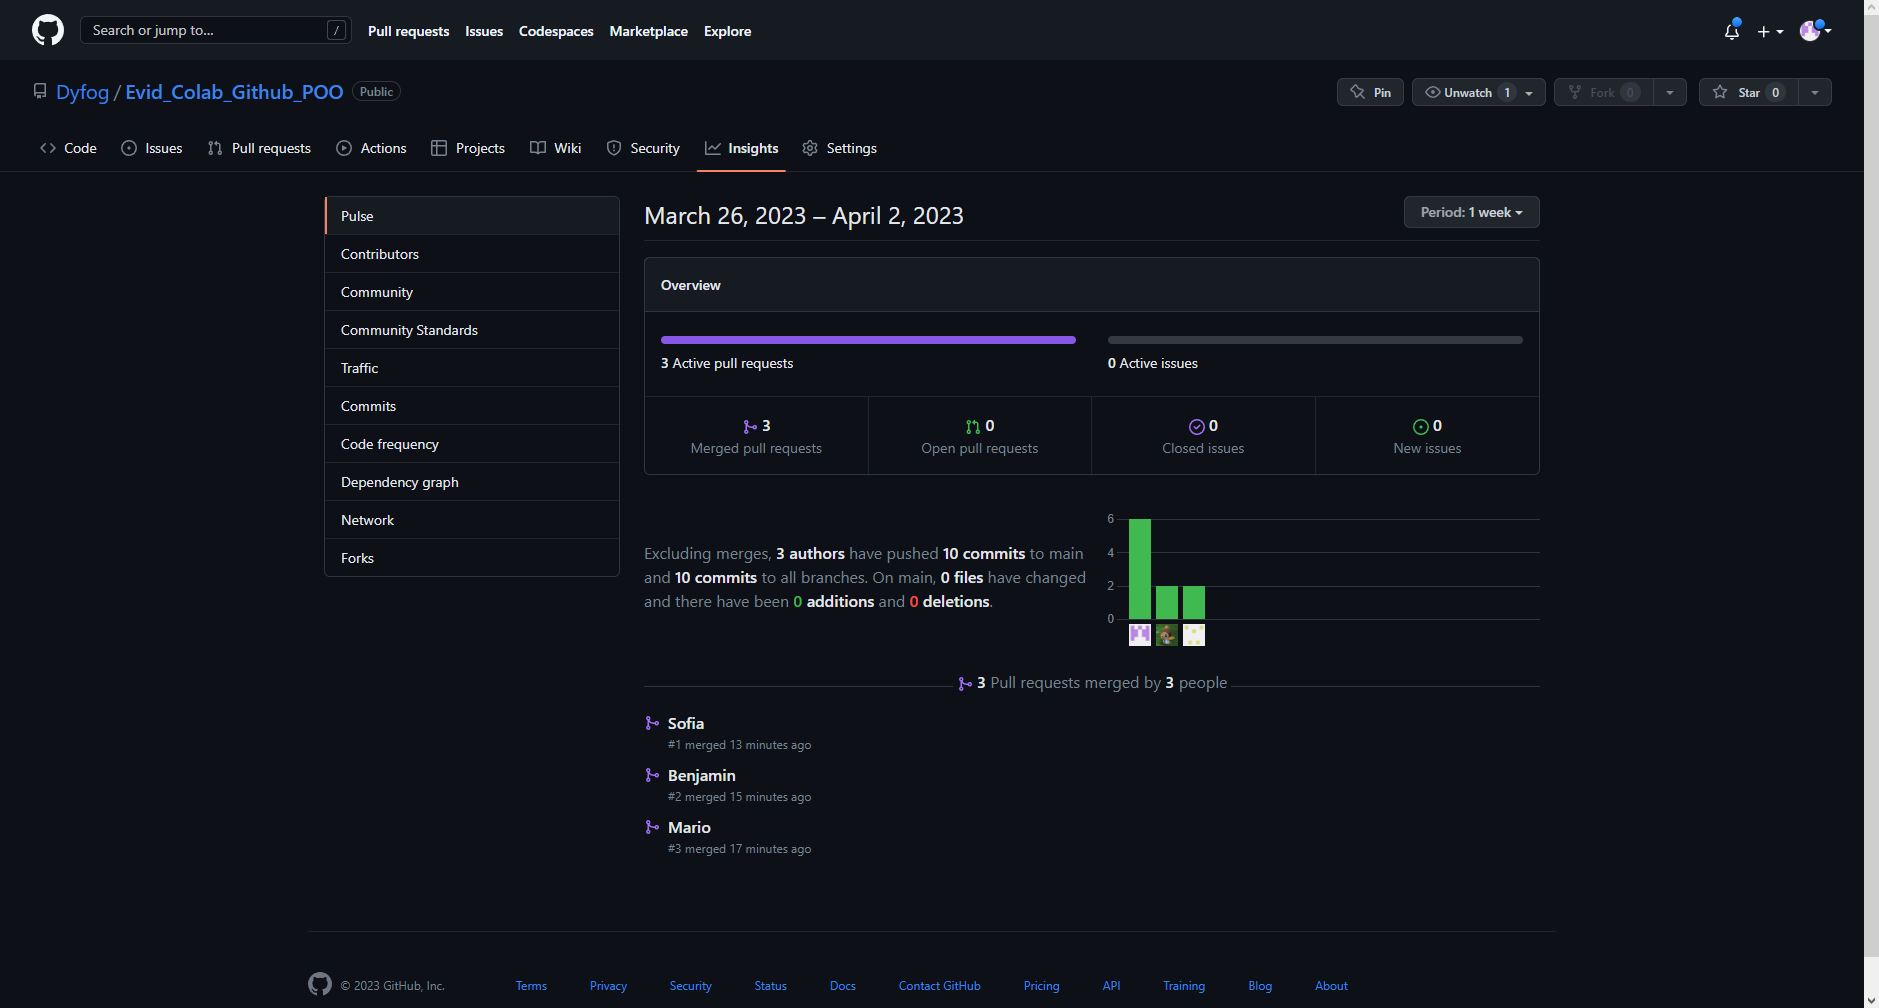 Search or jump to... /
Pull requests Issues Codespaces Marketplace Explore
Dyfog / Evid_Colab_Github_POO Public
Pin Unwatch 1 Fork 0 Star 0
Code Issues Pull requests Actions Projects Wiki Security Insights Settings
Pulse
Contributors
Community
Community Standards
Traffic
Commits
Code frequency
Dependency graph
Network
Forks
March 26, 2023 – April 2, 2023
Period: 1 week
Overview
3 Active pull requests
0 Active issues
3
Merged pull requests
0
Open pull requests
0
Closed issues
0
New issues
Excluding merges, 3 authors have pushed 10 commits to main
and 10 commits to all branches. On main, 0 files have changed
and there have been 0 additions and 0 deletions.
6
4
2
0
3 Pull requests merged by 3 people
Sofia
#1 merged 13 minutes ago
Benjamin
#2 merged 15 minutes ago
Mario
#3 merged 17 minutes ago
© 2023 GitHub, Inc. Terms Privacy Security Status Docs Contact GitHub Pricing API Training Blog About